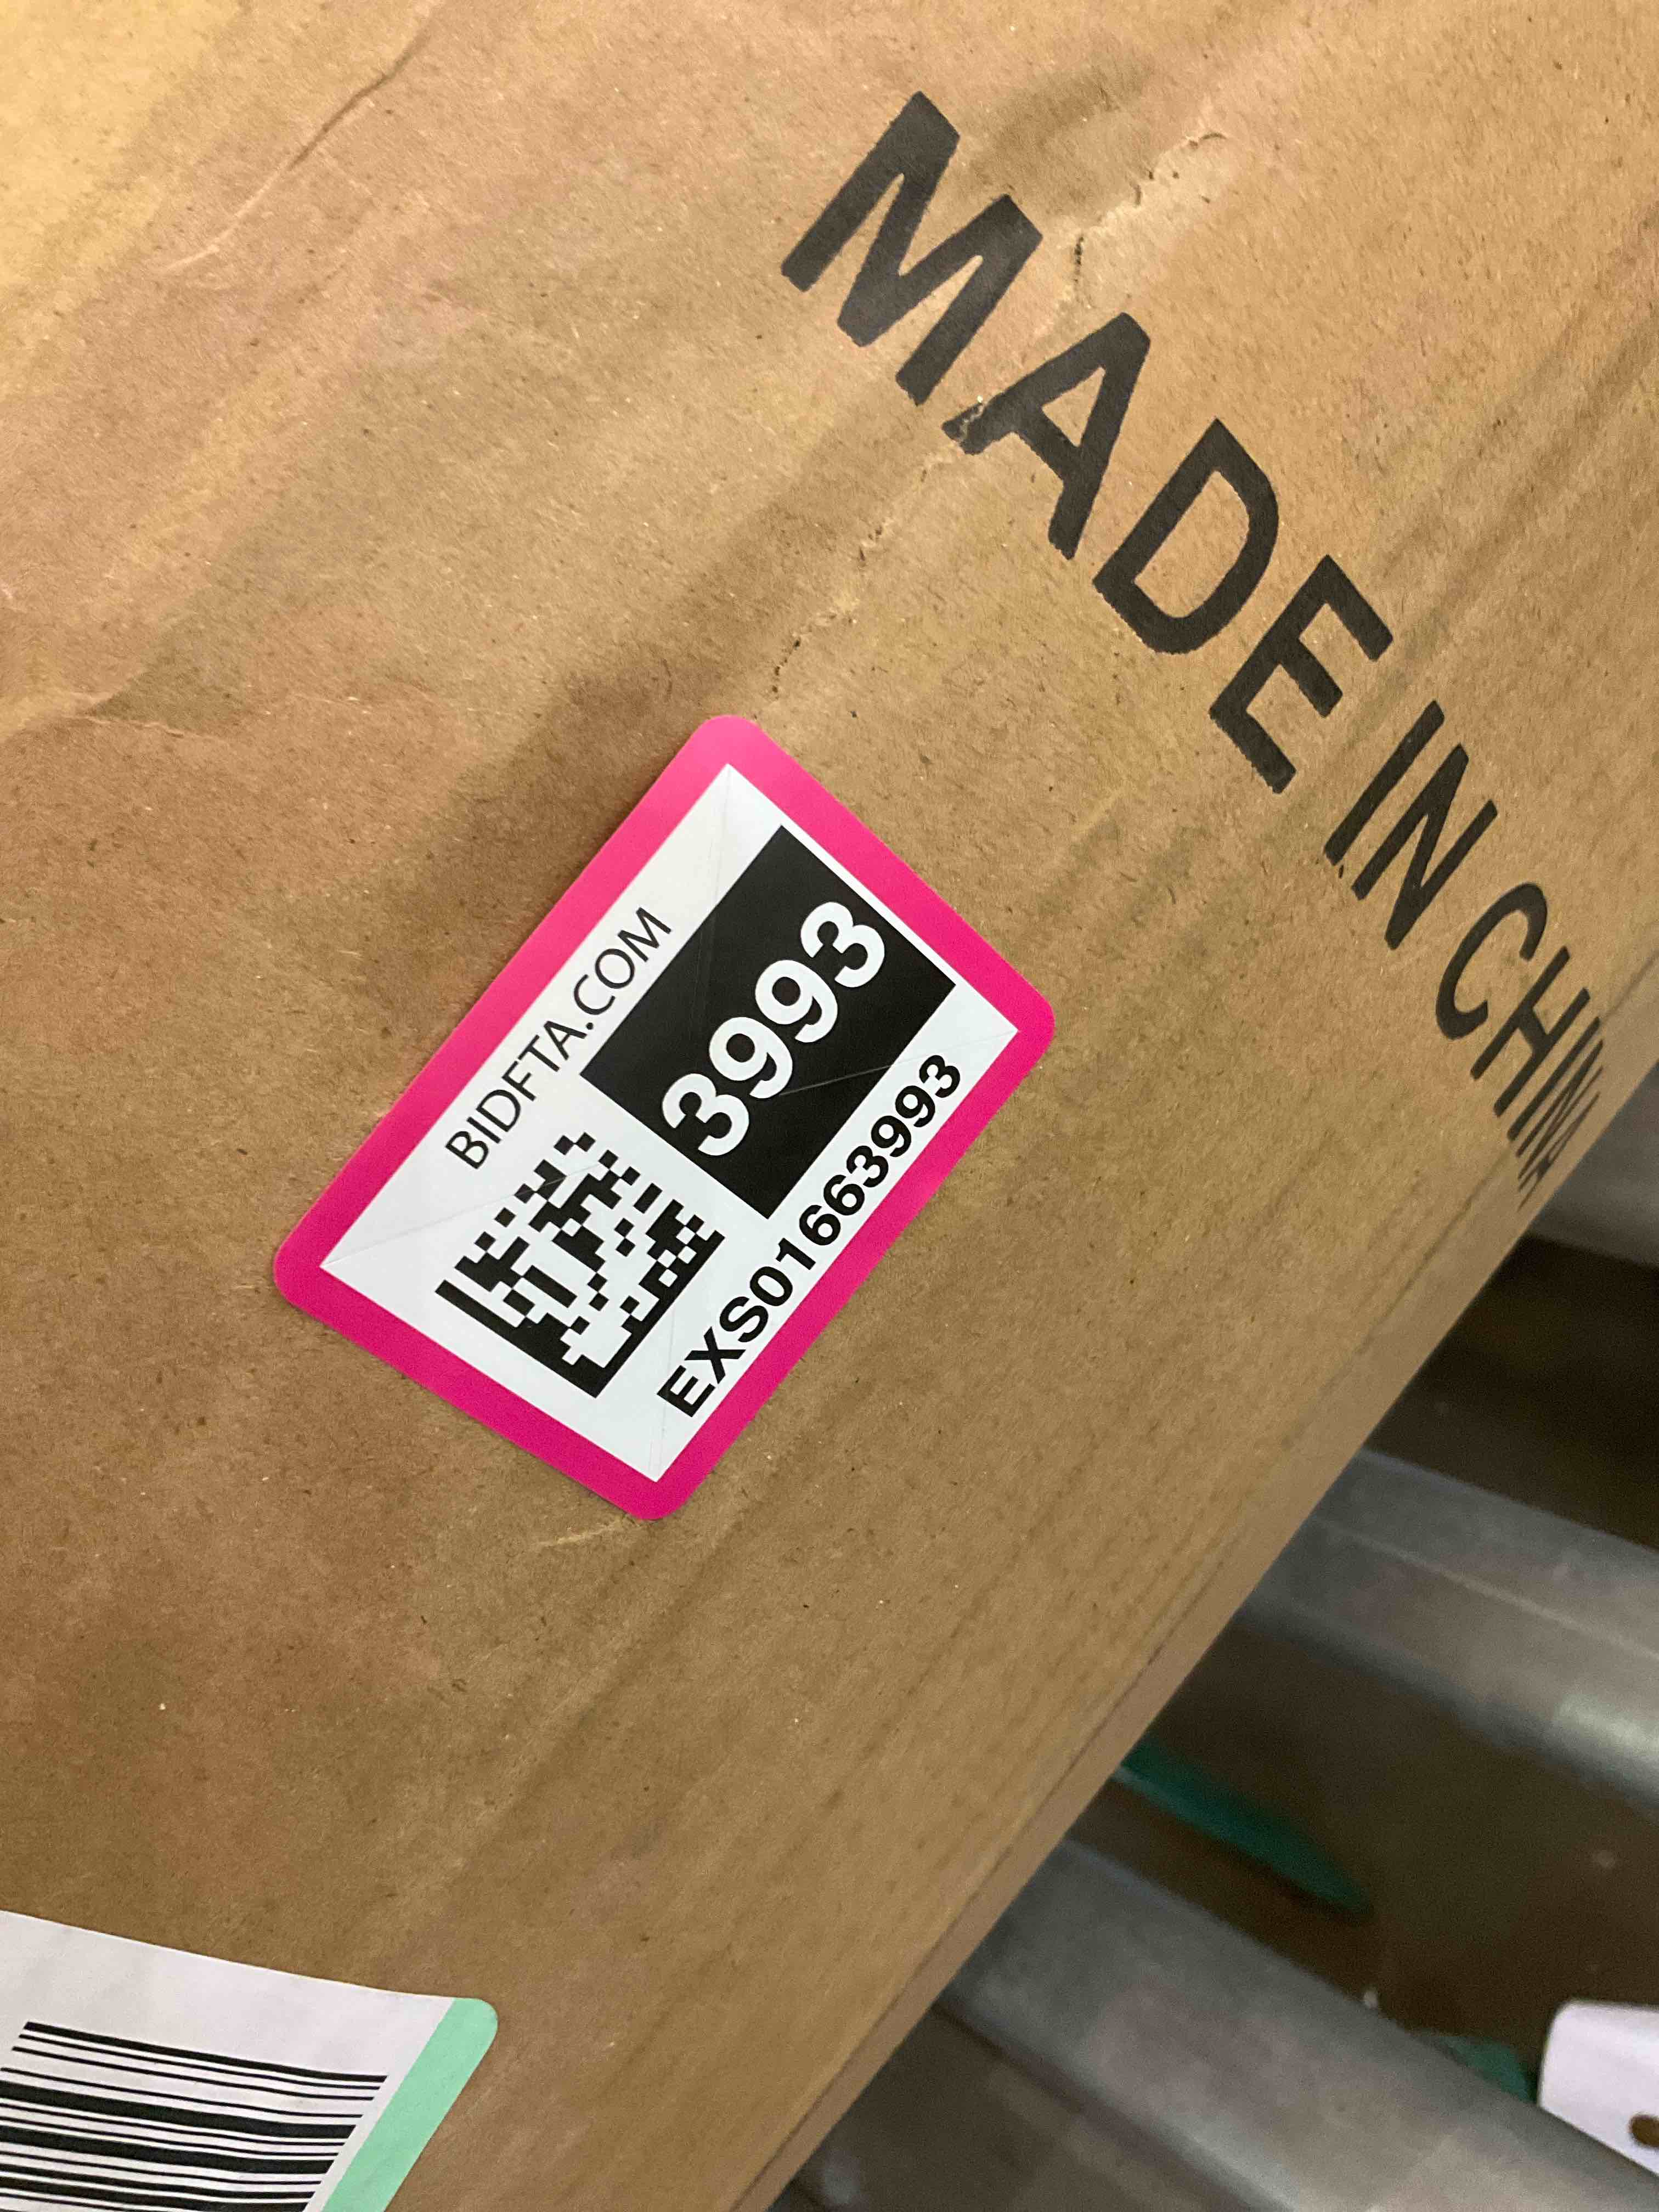 MADE IN CHINA
BIDFTA.COM
3993
EXS01663993